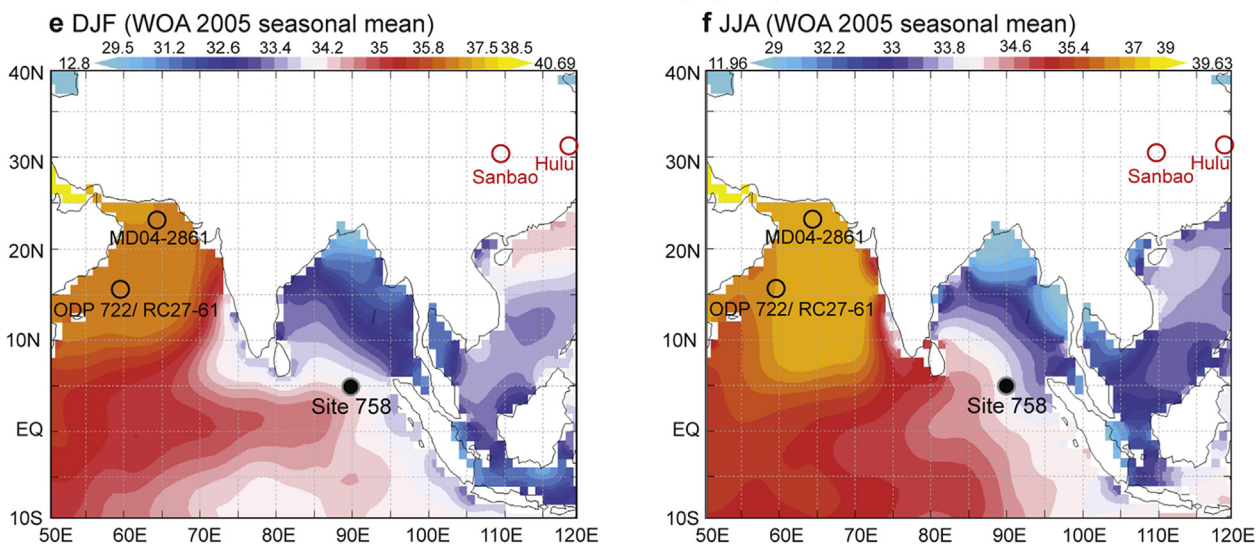 e DJF (WOA 2005 seasonal mean)
29.5 31.2 32.6 33.4 34.2 35 35.8 37.5 38.5
12.8 40.69
40N
30N
20N
10N
EQ
10S
50E 60E 70E 80E 90E 100E 110E 120E
Sanbao
Hulu
MD04-2861
ODP 722/ RC27-61
Site 758
f JJA (WOA 2005 seasonal mean)
29 32.2 33 33.8 34.6 35.4 37 39
11.96 39.63
40N
30N
20N
10N
EQ
10S
50E 60E 70E 80E 90E 100E 110E 120E
Sanbao
Hulu
MD04-2861
ODP 722/ RC27-61
Site 758